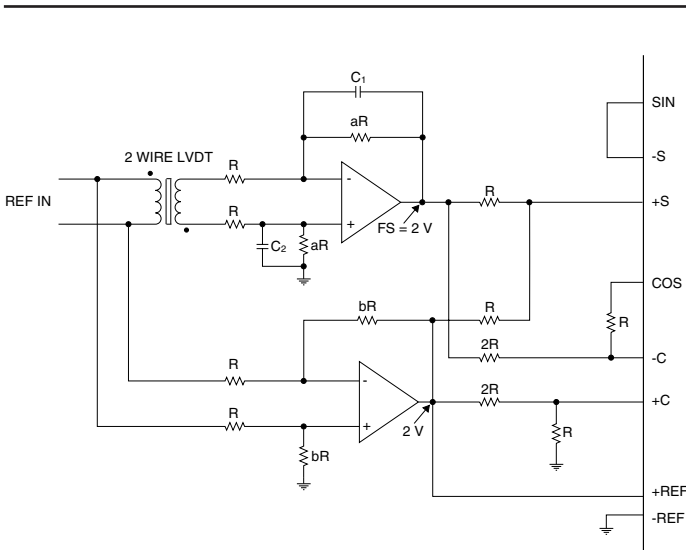 C1
aR
2 WIRE LVDT
R
REF IN
R
C2
aR
-
+
FS = 2 V
R
SIN
-S
+S
COS
R
-C
+C
bR
R
2R
R
R
-
+
2 V
2R
R
bR
+REF
-REF